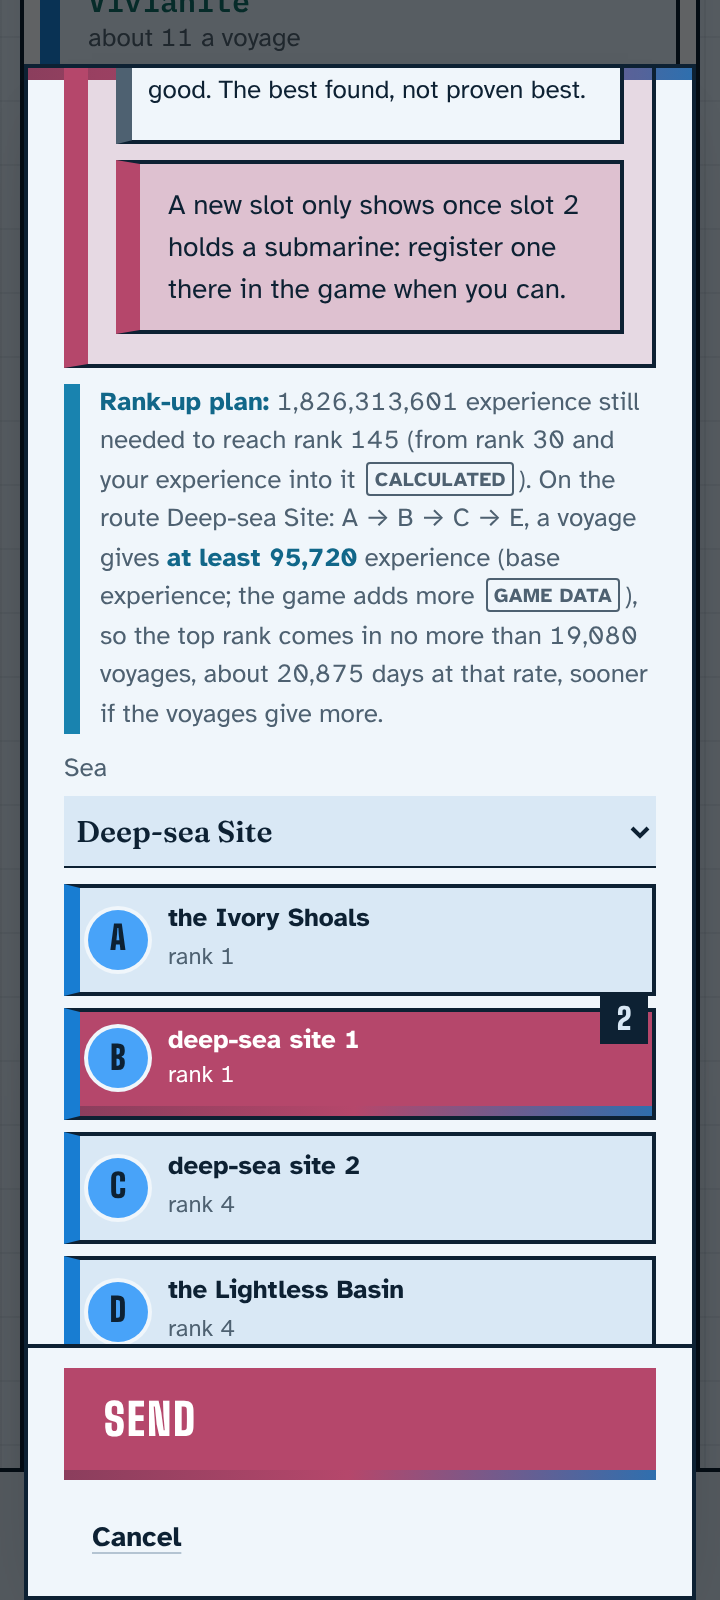 Vivianite
about 11 a voyage
good. The best found, not proven best.
A new slot only shows once slot 2
holds a submarine: register one
there in the game when you can.
Rank-up plan: 1,826,313,601 experience still
needed to reach rank 145 (from rank 30 and
your experience into it CALCULATED ). On the
route Deep-sea Site: A → B → C → E, a voyage
gives at least 95,720 experience (base
experience; the game adds more GAME DATA ),
so the top rank comes in no more than 19,080
voyages, about 20,875 days at that rate, sooner
if the voyages give more.
Sea
Deep-sea Site
A
the Ivory Shoals
rank 1
2
B
deep-sea site 1
rank 1
C
deep-sea site 2
rank 4
D
the Lightless Basin
rank 4
SEND
Cancel